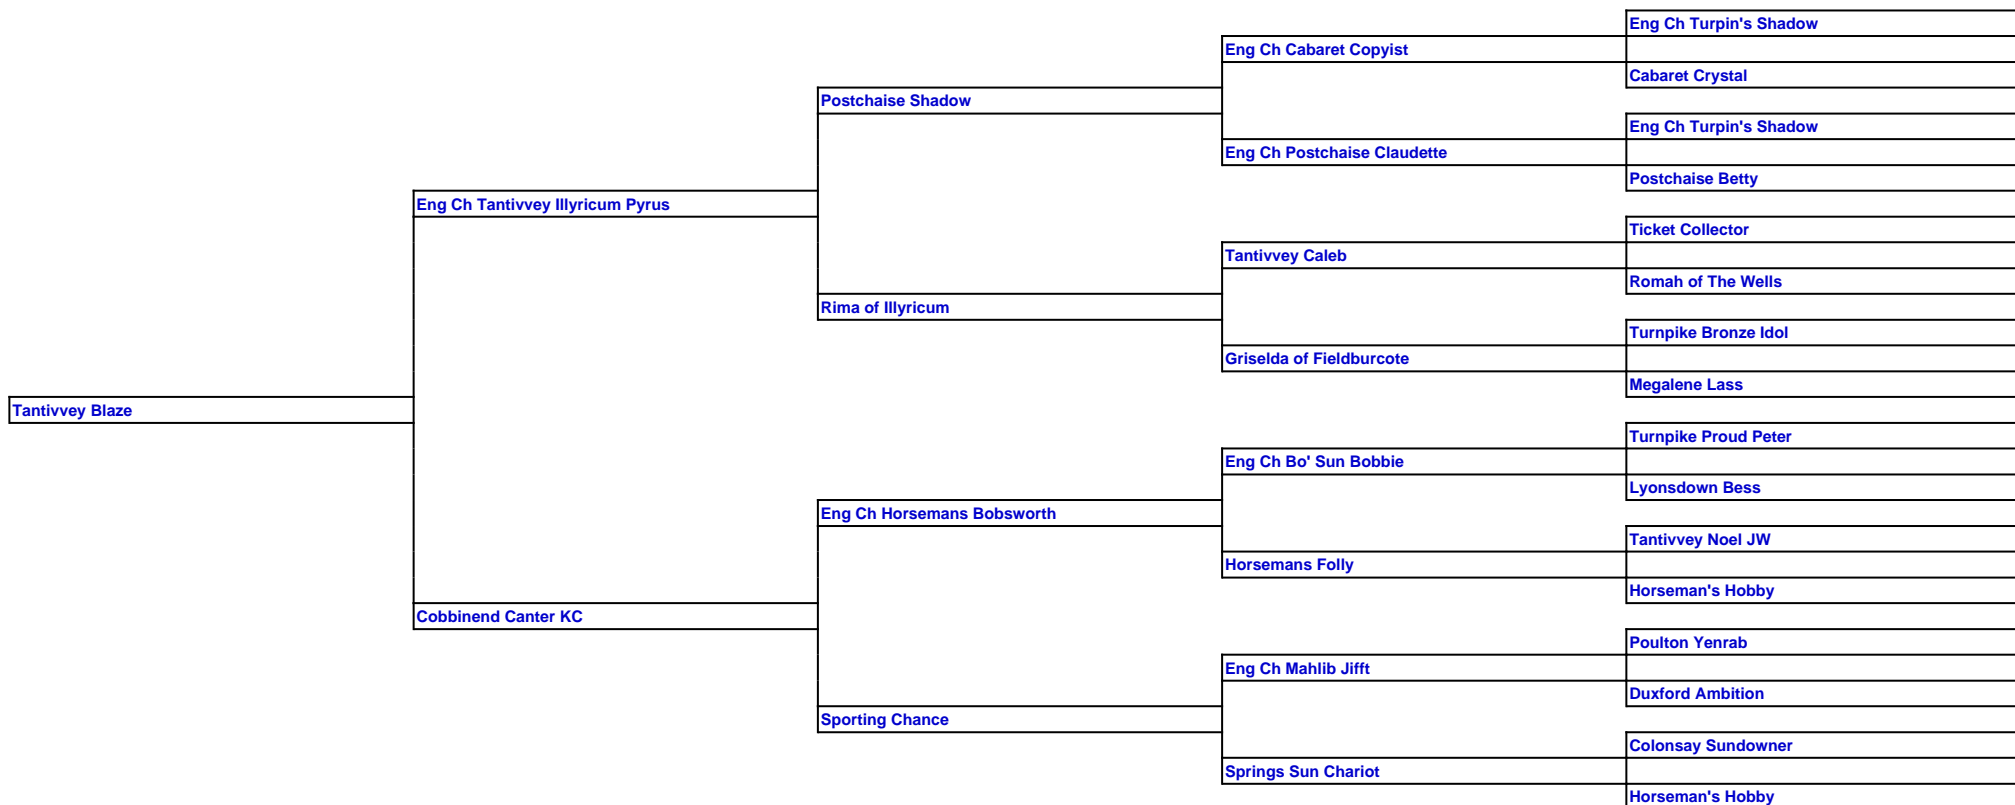 Eng Ch Turpin's Shadow
Eng Ch Cabaret Copyist
Cabaret Crystal
Postchaise Shadow
Eng Ch Turpin's Shadow
Eng Ch Postchaise Claudette
Postchaise Betty
Eng Ch Tantivvey Illyricum Pyrus
Ticket Collector
Tantivvey Caleb
Romah of The Wells
Rima of Illyricum
Turnpike Bronze Idol
Griselda of Fieldburcote
Megalene Lass
Tantivvey Blaze
Turnpike Proud Peter
Eng Ch Bo' Sun Bobbie
Lyonsdown Bess
Eng Ch Horsemans Bobsworth
Tantivvey Noel JW
Horsemans Folly
Horseman's Hobby
Cobbinend Canter KC
Poulton Yenrab
Eng Ch Mahlib Jifft
Duxford Ambition
Sporting Chance
Colonsay Sundowner
Springs Sun Chariot
Horseman's Hobby